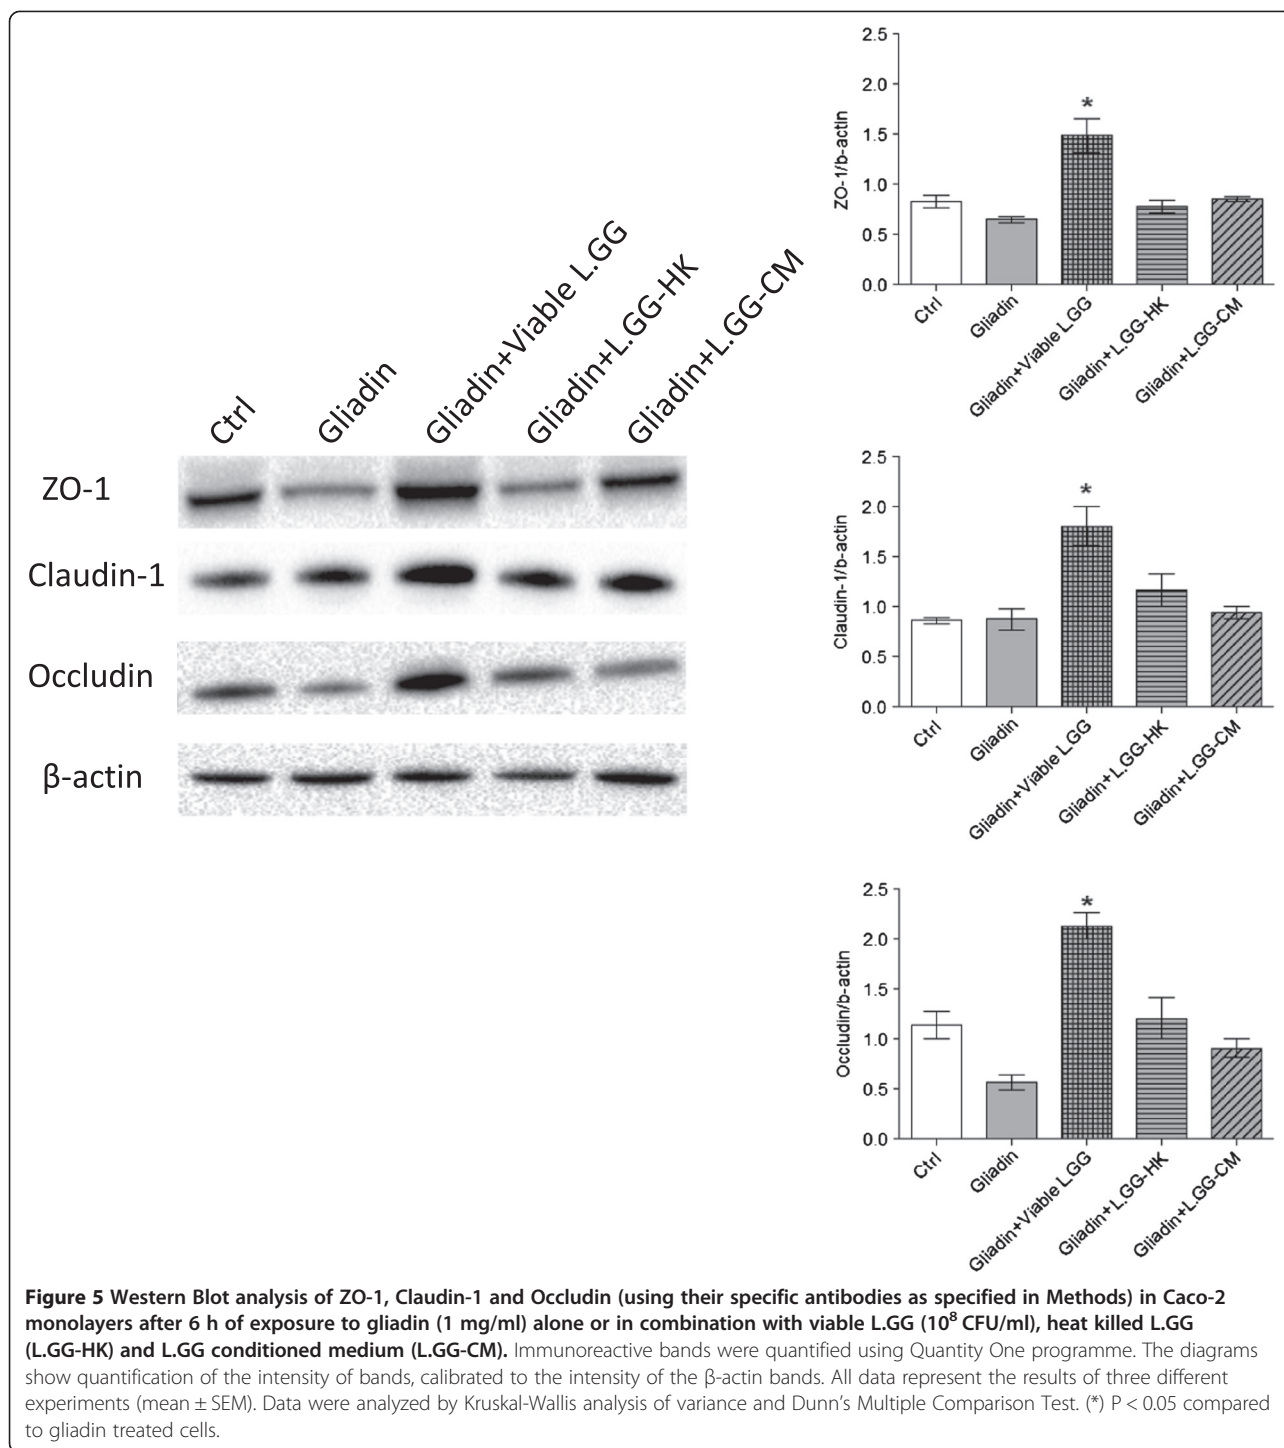 Ctrl
Gliadin
Gliadin+Viable L.GG
Gliadin+L.GG-HK
Gliadin+L.GG-CM
ZO-1
Claudin-1
Occludin
β-actin
2.5
2.0
1.5
1.0
0.5
0.0
ZO-1/b-actin
*
Ctrl
Gliadin
Gliadin+Viable L.GG
Gliadin+L.GG-HK
Gliadin+L.GG-CM
2.5
2.0
1.5
1.0
0.5
0.0
Claudin-1/b-actin
*
Ctrl
Gliadin
Gliadin+Viable L.GG
Gliadin+L.GG-HK
Gliadin+L.GG-CM
2.5
2.0
1.5
1.0
0.5
0.0
Occludin/b-actin
*
Ctrl
Gliadin
Gliadin+Viable L.GG
Gliadin+L.GG-HK
Gliadin+L.GG-CM
Figure 5 Western Blot analysis of ZO-1, Claudin-1 and Occludin (using their specific antibodies as specified in Methods) in Caco-2
monolayers after 6 h of exposure to gliadin (1 mg/ml) alone or in combination with viable L.GG (10⁸ CFU/ml), heat killed L.GG
(L.GG-HK) and L.GG conditioned medium (L.GG-CM). Immunoreactive bands were quantified using Quantity One programme. The diagrams
show quantification of the intensity of bands, calibrated to the intensity of the β-actin bands. All data represent the results of three different
experiments (mean ± SEM). Data were analyzed by Kruskal-Wallis analysis of variance and Dunn's Multiple Comparison Test. (*) P < 0.05 compared
to gliadin treated cells.